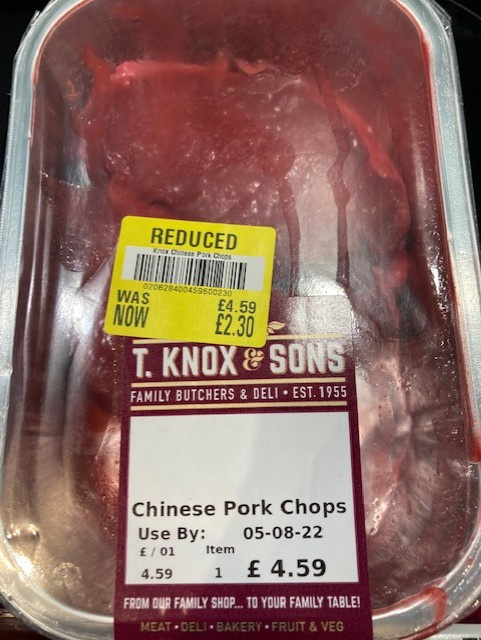 REDUCED
Knox Chinese Pork Chops
020828400459600230
WAS £4.59
NOW £2.30
T. KNOX & SONS
FAMILY BUTCHERS & DELI • EST. 1955
Chinese Pork Chops
Use By: 05-08-22
£ / 01 Item
4.59 1 £ 4.59
FROM OUR FAMILY SHOP... TO YOUR FAMILY TABLE!
MEAT • DELI • BAKERY • FRUIT & VEG